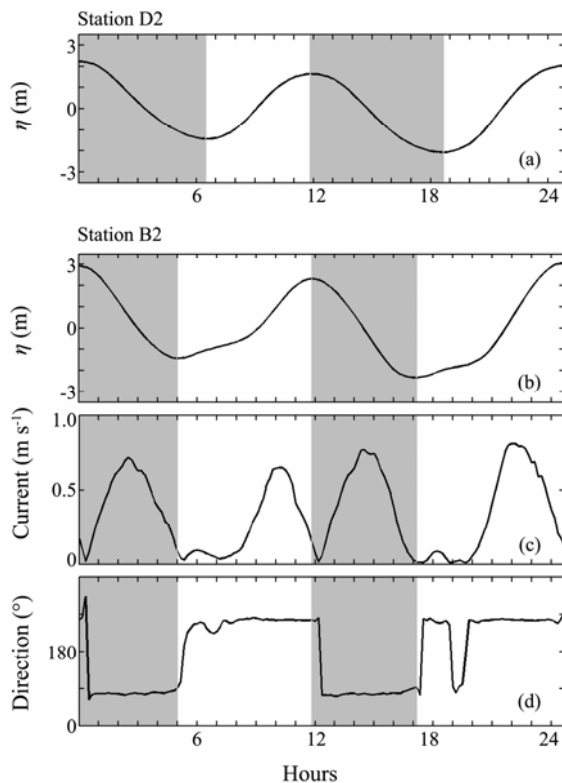 Station D2
3
0
-3
η (m)
(a)
6
12
18
24
Station B2
3
0
-3
η (m)
(b)
1.0
0.5
0
Current (m s⁻¹)
(c)
180
0
Direction (°)
(d)
6
12
18
24
Hours